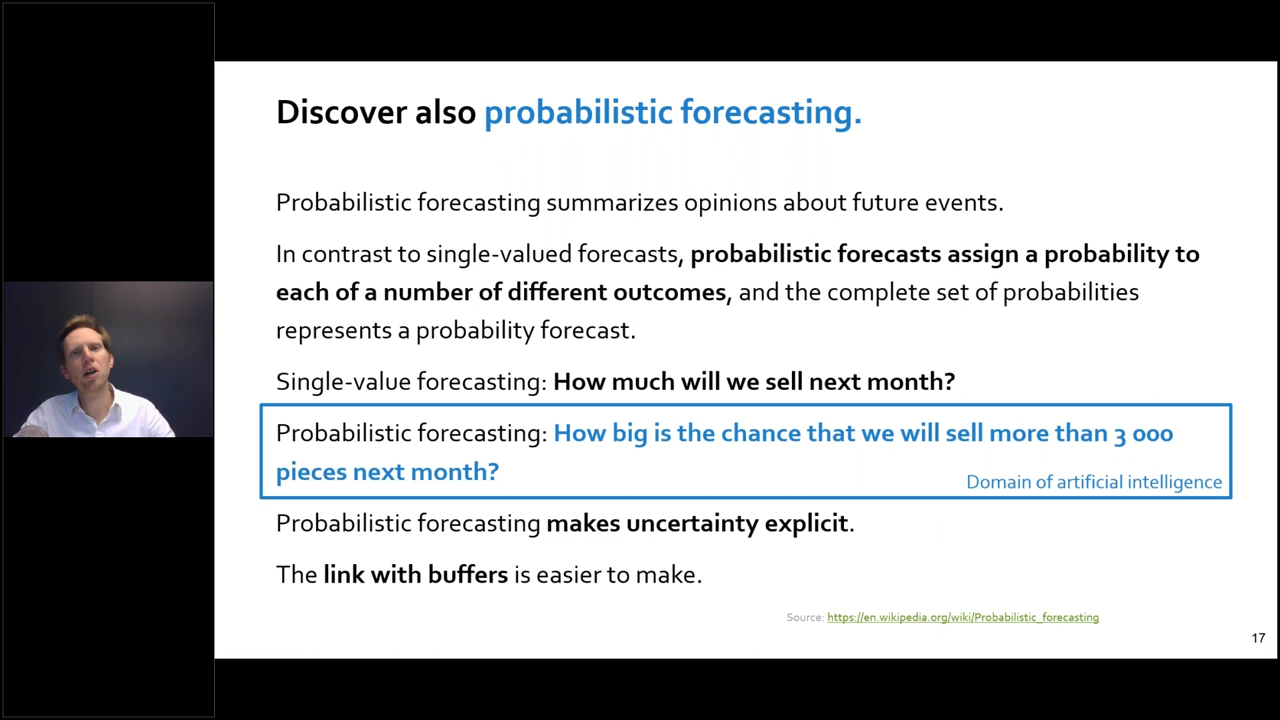 Discover also probabilistic forecasting.
Probabilistic forecasting summarizes opinions about future events.
In contrast to single-valued forecasts, probabilistic forecasts assign a probability to
each of a number of different outcomes, and the complete set of probabilities
represents a probability forecast.
Single-value forecasting: How much will we sell next month?
Probabilistic forecasting: How big is the chance that we will sell more than 3 000
pieces next month?
Domain of artificial intelligence
Probabilistic forecasting makes uncertainty explicit.
The link with buffers is easier to make.
Source: https://en.wikipedia.org/wiki/Probabilistic_forecasting
17